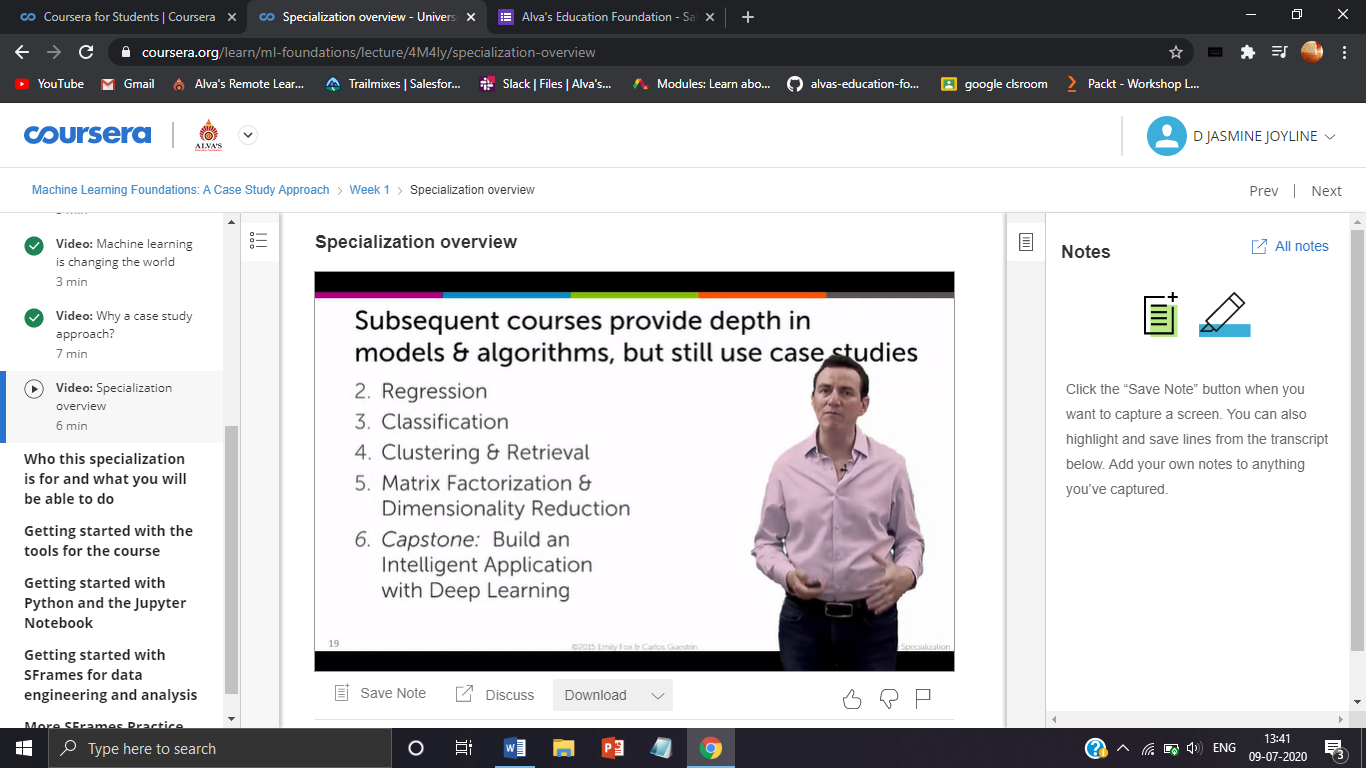 Coursera for Students | Coursera
Specialization overview - Univers
Alva's Education Foundation - Sa
coursera.org/learn/ml-foundations/lecture/4M4ly/specialization-overview
YouTube
Gmail
Alva's Remote Lear...
Trailmixes | Salesfor...
Slack | Files | Alva's...
Modules: Learn abo...
alvas-education-fo...
google clsroom
Packt - Workshop L...
coursera
ALVA'S
D JASMINE JOYLINE
Machine Learning Foundations: A Case Study Approach
Week 1
Specialization overview
Prev | Next
Video: Machine learning
is changing the world
3 min
Video: Why a case study
approach?
7 min
Video: Specialization
overview
6 min
Who this specialization
is for and what you will
be able to do
Getting started with the
tools for the course
Getting started with
Python and the Jupyter
Notebook
Getting started with
SFrames for data
engineering and analysis
More SFrames Practice
Specialization overview
Subsequent courses provide depth in
models & algorithms, but still use case studies
2. Regression
3. Classification
4. Clustering & Retrieval
5. Matrix Factorization &
Dimensionality Reduction
6. Capstone: Build an
Intelligent Application
with Deep Learning
19
©2015 Emily Fox & Carlos Guestrin
Specialization
Save Note
Discuss
Download
Notes
All notes
Click the “Save Note” button when you
want to capture a screen. You can also
highlight and save lines from the transcript
below. Add your own notes to anything
you’ve captured.
Type here to search
ENG
13:41
09-07-2020
3